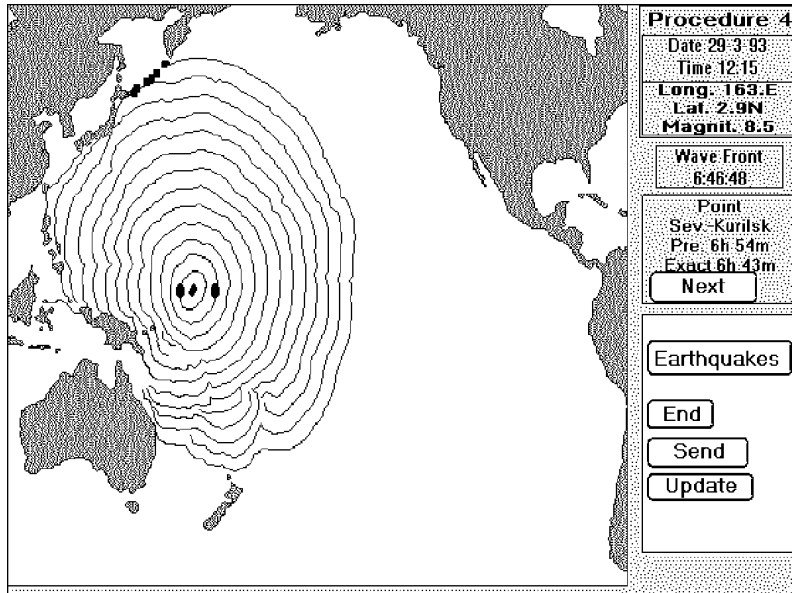 Procedure 4
Date 29-3-93
Time 12:15
Long. 163.E
Lat. 2.9N
Magnit. 8.5
Wave Front
6:46:48
Point
Sev.-Kurilsk
Pre. 6h 54m
Exact 6h 43m
Next
Earthquakes
End
Send
Update